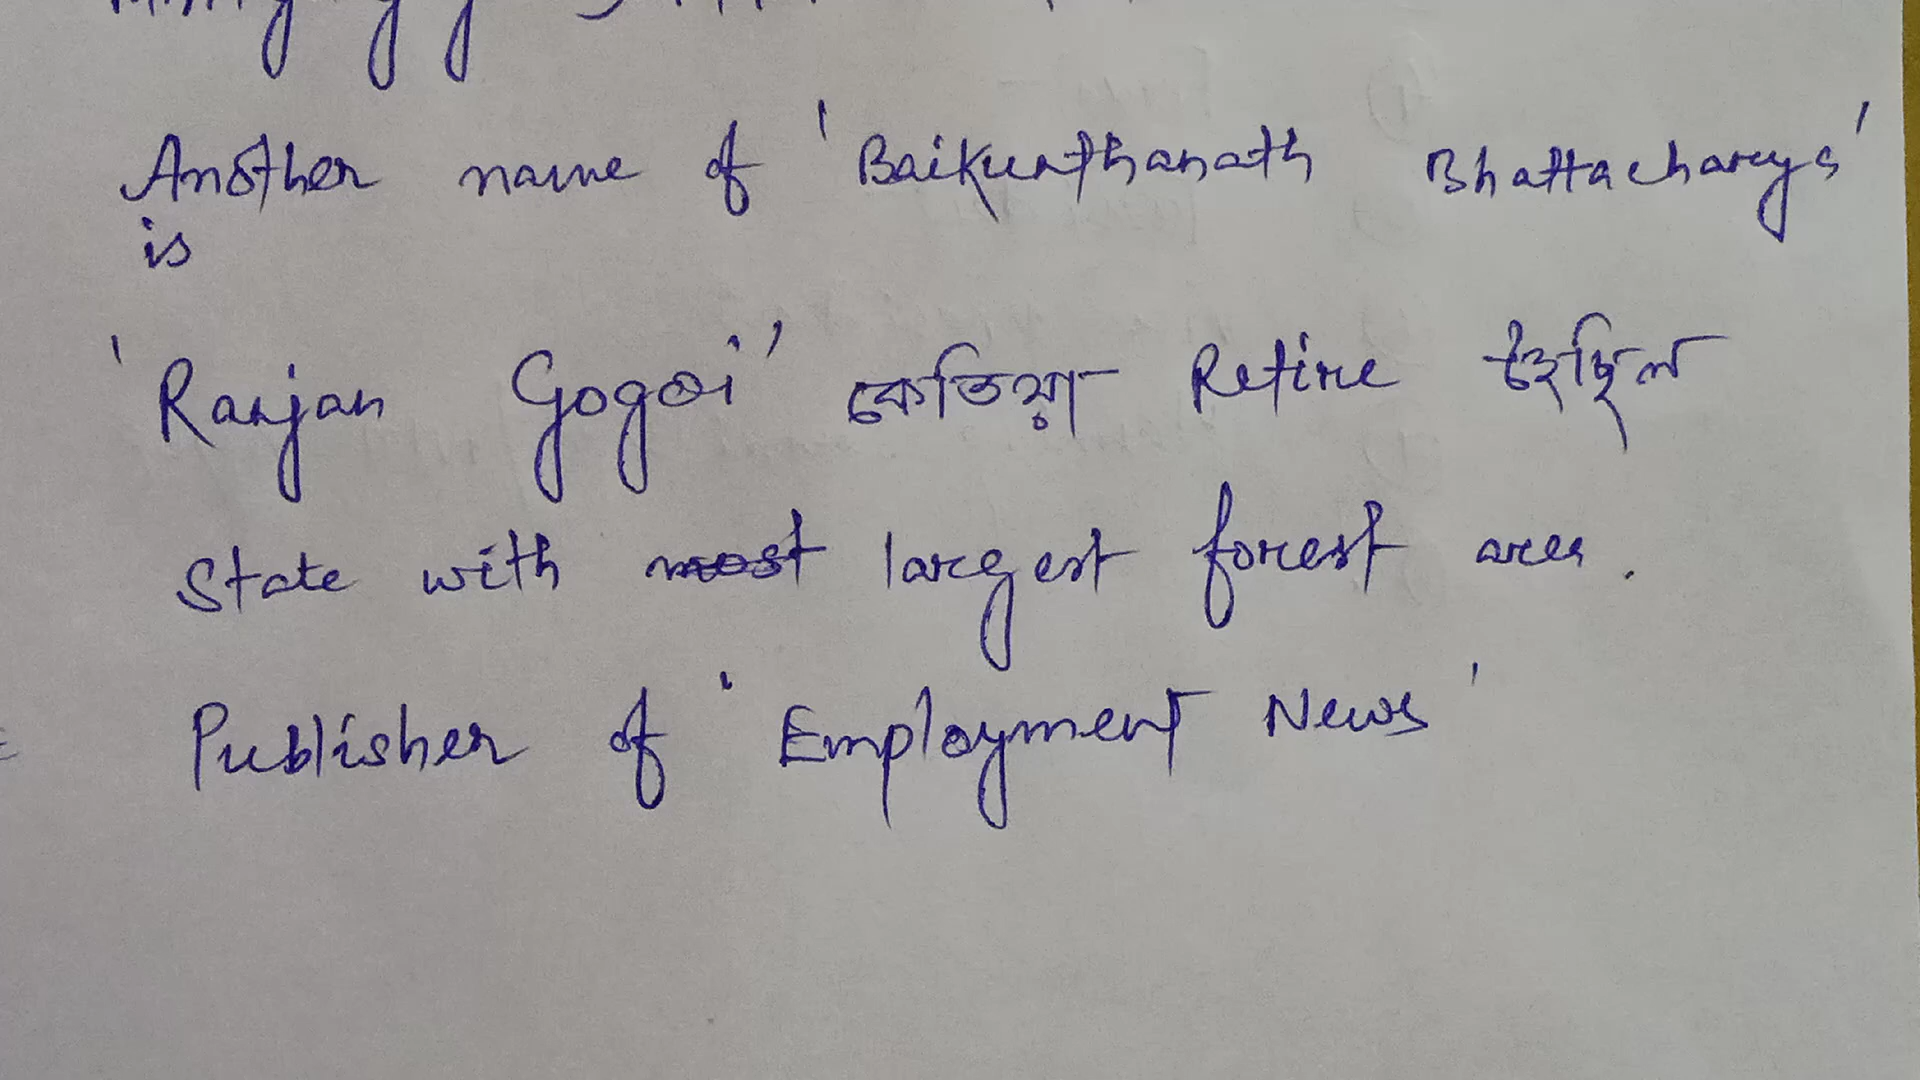 Another name of 'Baikunthanath Bhattacharya'
is
'Ranjan Gogoi' কেতিয়া Retire হৈছিল
State with most largest forest area.
Publisher of 'Employment News'